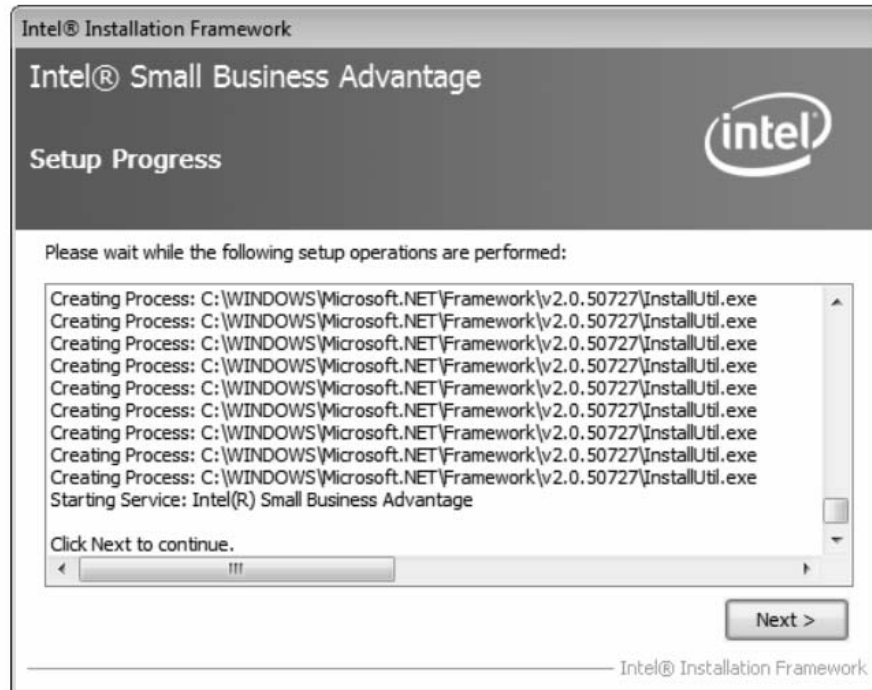 Intel® Installation Framework
Intel® Small Business Advantage
intel
Setup Progress
Please wait while the following setup operations are performed:
Creating Process: C:\WINDOWS\Microsoft.NET\Framework\v2.0.50727\InstallUtil.exe
Creating Process: C:\WINDOWS\Microsoft.NET\Framework\v2.0.50727\InstallUtil.exe
Creating Process: C:\WINDOWS\Microsoft.NET\Framework\v2.0.50727\InstallUtil.exe
Creating Process: C:\WINDOWS\Microsoft.NET\Framework\v2.0.50727\InstallUtil.exe
Creating Process: C:\WINDOWS\Microsoft.NET\Framework\v2.0.50727\InstallUtil.exe
Creating Process: C:\WINDOWS\Microsoft.NET\Framework\v2.0.50727\InstallUtil.exe
Creating Process: C:\WINDOWS\Microsoft.NET\Framework\v2.0.50727\InstallUtil.exe
Creating Process: C:\WINDOWS\Microsoft.NET\Framework\v2.0.50727\InstallUtil.exe
Creating Process: C:\WINDOWS\Microsoft.NET\Framework\v2.0.50727\InstallUtil.exe
Starting Service: Intel(R) Small Business Advantage
Click Next to continue.
Next >
Intel® Installation Framework